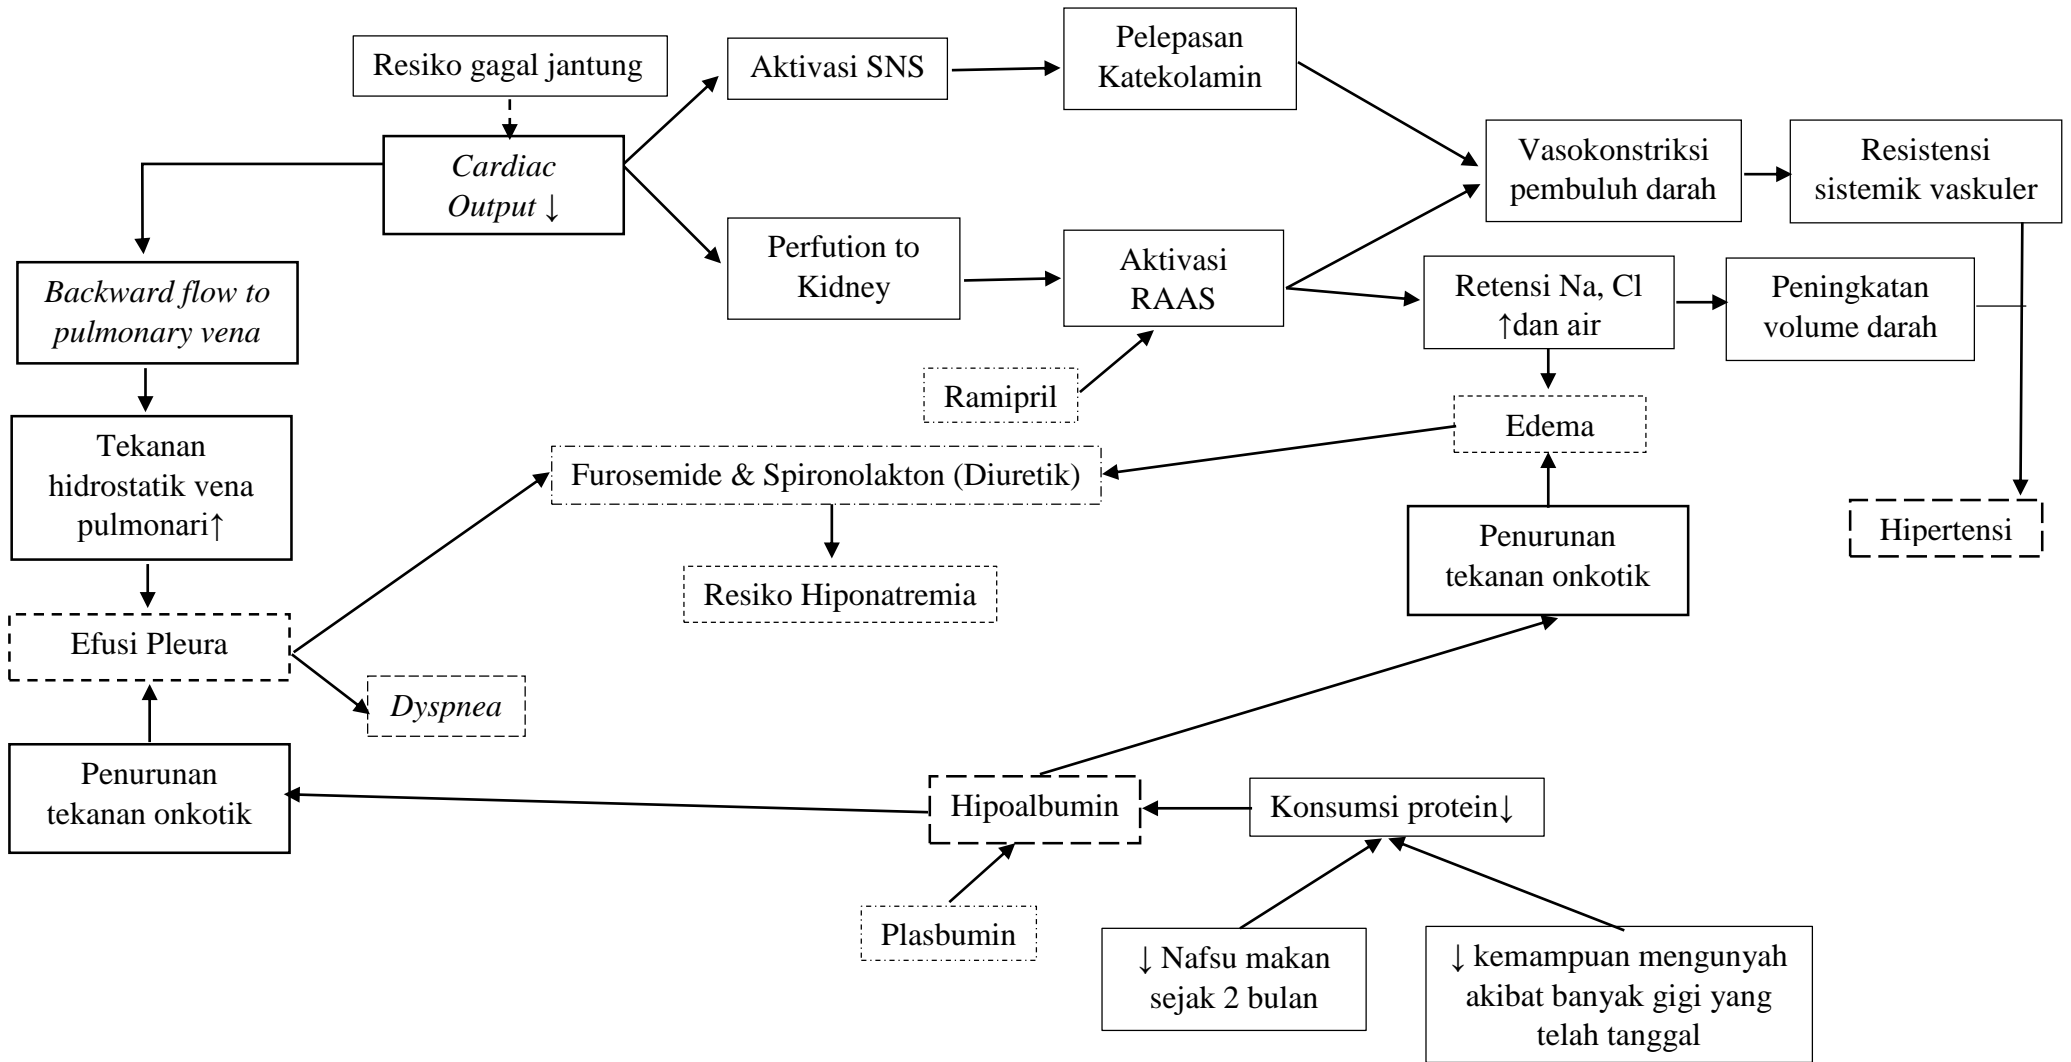 Resiko gagal jantung
Aktivasi SNS
Pelepasan
Katekolamin
Cardiac
Output ↓
Vasokonstriksi
pembuluh darah
Resistensi
sistemik vaskuler
Perfution to
Kidney
Aktivasi
RAAS
Retensi Na, Cl
↑dan air
Peningkatan
volume darah
Backward flow to
pulmonary vena
Ramipril
Edema
Tekanan
hidrostatik vena
pulmonari↑
Furosemide & Spironolakton (Diuretik)
Hipertensi
Penurunan
tekanan onkotik
Resiko Hiponatremia
Efusi Pleura
Dyspnea
Penurunan
tekanan onkotik
Hipoalbumin
Konsumsi protein↓
Plasbumin
↓ Nafsu makan
sejak 2 bulan
↓ kemampuan mengunyah
akibat banyak gigi yang
telah tanggal